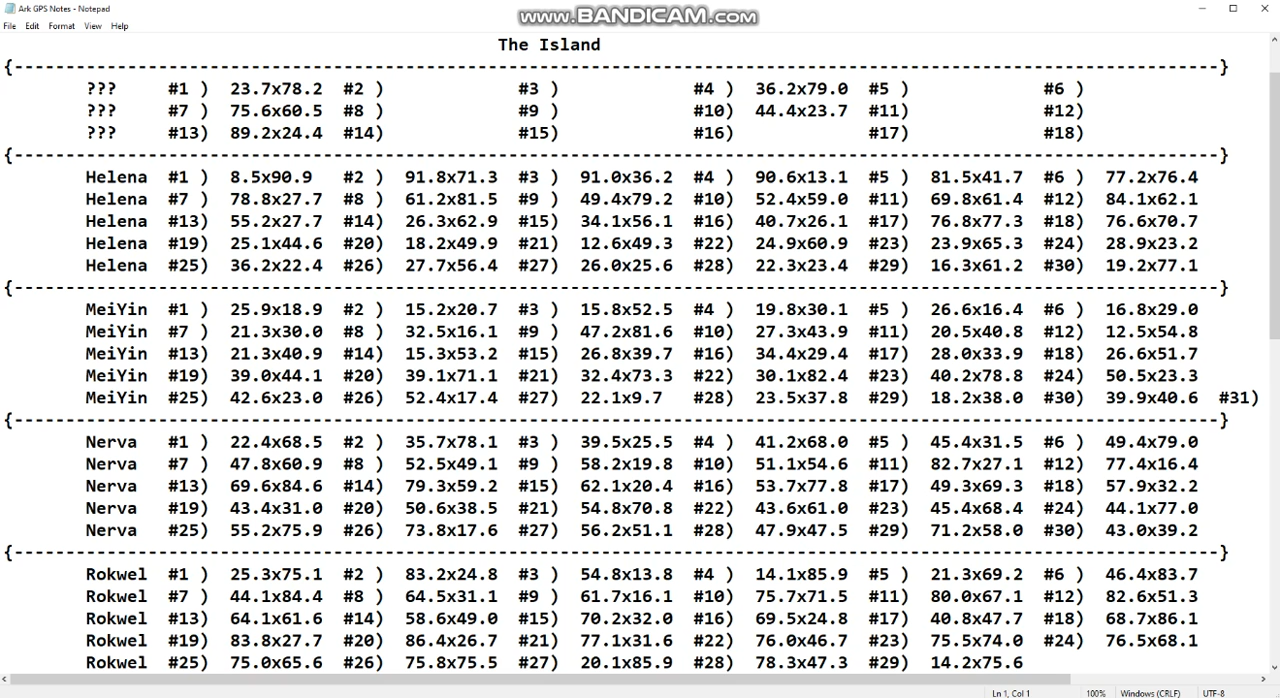 Ark GPS Notes - Notepad
www.BANDICAM.com
File Edit Format View Help
The Island
{---------------------------------------------------------------------------------------------------------------------}
??? #1 ) 23.7x78.2 #2 ) #3 ) #4 ) 36.2x79.0 #5 ) #6 )
??? #7 ) 75.6x60.5 #8 ) #9 ) #10) 44.4x23.7 #11) #12)
??? #13) 89.2x24.4 #14) #15) #16) #17) #18)
{---------------------------------------------------------------------------------------------------------------------}
Helena #1 ) 8.5x90.9 #2 ) 91.8x71.3 #3 ) 91.0x36.2 #4 ) 90.6x13.1 #5 ) 81.5x41.7 #6 ) 77.2x76.4
Helena #7 ) 78.8x27.7 #8 ) 61.2x81.5 #9 ) 49.4x79.2 #10) 52.4x59.0 #11) 69.8x61.4 #12) 84.1x62.1
Helena #13) 55.2x27.7 #14) 26.3x62.9 #15) 34.1x56.1 #16) 40.7x26.1 #17) 76.8x77.3 #18) 76.6x70.7
Helena #19) 25.1x44.6 #20) 18.2x49.9 #21) 12.6x49.3 #22) 24.9x60.9 #23) 23.9x65.3 #24) 28.9x23.2
Helena #25) 36.2x22.4 #26) 27.7x56.4 #27) 26.0x25.6 #28) 22.3x23.4 #29) 16.3x61.2 #30) 19.2x77.1
{---------------------------------------------------------------------------------------------------------------------}
MeiYin #1 ) 25.9x18.9 #2 ) 15.2x20.7 #3 ) 15.8x52.5 #4 ) 19.8x30.1 #5 ) 26.6x16.4 #6 ) 16.8x29.0
MeiYin #7 ) 21.3x30.0 #8 ) 32.5x16.1 #9 ) 47.2x81.6 #10) 27.3x43.9 #11) 20.5x40.8 #12) 12.5x54.8
MeiYin #13) 21.3x40.9 #14) 15.3x53.2 #15) 26.8x39.7 #16) 34.4x29.4 #17) 28.0x33.9 #18) 26.6x51.7
MeiYin #19) 39.0x44.1 #20) 39.1x71.1 #21) 32.4x73.3 #22) 30.1x82.4 #23) 40.2x78.8 #24) 50.5x23.3
MeiYin #25) 42.6x23.0 #26) 52.4x17.4 #27) 22.1x9.7 #28) 23.5x37.8 #29) 18.2x38.0 #30) 39.9x40.6 #31)
{---------------------------------------------------------------------------------------------------------------------}
Nerva #1 ) 22.4x68.5 #2 ) 35.7x78.1 #3 ) 39.5x25.5 #4 ) 41.2x68.0 #5 ) 45.4x31.5 #6 ) 49.4x79.0
Nerva #7 ) 47.8x60.9 #8 ) 52.5x49.1 #9 ) 58.2x19.8 #10) 51.1x54.6 #11) 82.7x27.1 #12) 77.4x16.4
Nerva #13) 69.6x84.6 #14) 79.3x59.2 #15) 62.1x20.4 #16) 53.7x77.8 #17) 49.3x69.3 #18) 57.9x32.2
Nerva #19) 43.4x31.0 #20) 50.6x38.5 #21) 54.8x70.8 #22) 43.6x61.0 #23) 45.4x68.4 #24) 44.1x77.0
Nerva #25) 55.2x75.9 #26) 73.8x17.6 #27) 56.2x51.1 #28) 47.9x47.5 #29) 71.2x58.0 #30) 43.0x39.2
{---------------------------------------------------------------------------------------------------------------------}
Rokwel #1 ) 25.3x75.1 #2 ) 83.2x24.8 #3 ) 54.8x13.8 #4 ) 14.1x85.9 #5 ) 21.3x69.2 #6 ) 46.4x83.7
Rokwel #7 ) 44.1x84.4 #8 ) 64.5x31.1 #9 ) 61.7x16.1 #10) 75.7x71.5 #11) 80.0x67.1 #12) 82.6x51.3
Rokwel #13) 64.1x61.6 #14) 58.6x49.0 #15) 70.2x32.0 #16) 69.5x24.8 #17) 40.8x47.7 #18) 68.7x86.1
Rokwel #19) 83.8x27.7 #20) 86.4x26.7 #21) 77.1x31.6 #22) 76.0x46.7 #23) 75.5x74.0 #24) 76.5x68.1
Rokwel #25) 75.0x65.6 #26) 75.8x75.5 #27) 20.1x85.9 #28) 78.3x47.3 #29) 14.2x75.6
Ln 1, Col 1 100% Windows (CRLF) UTF-8